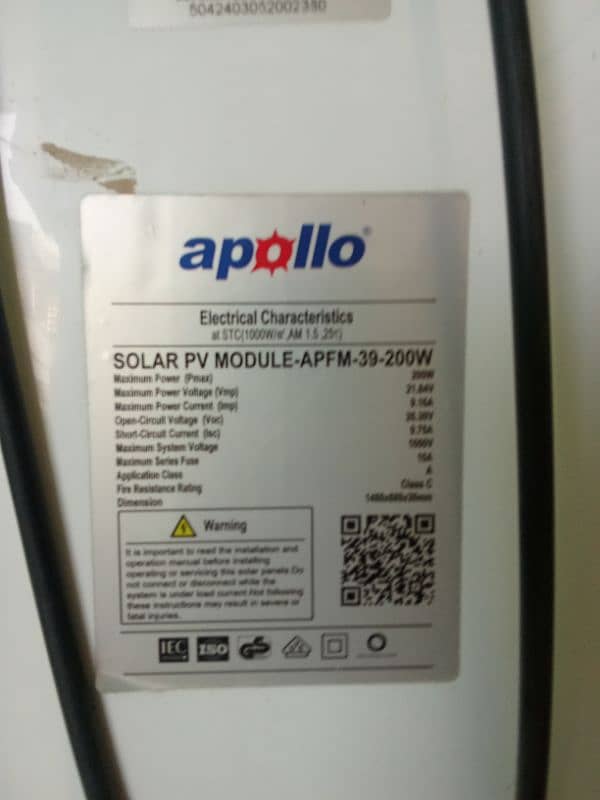 5042403052002380
apollo®
Electrical Characteristics
at STC(1000W/㎡,AM 1.5 ,25℃)
SOLAR PV MODULE-APFM-39-200W
Maximum Power (Pmax) 200W
Maximum Power Voltage (Vmp) 21.84V
Maximum Power Current (Imp) 9.16A
Open-Circuit Voltage (Voc)
Short-Circuit Current (Isc) 9.75A
Maximum System Voltage 1000V
Maximum Series Fuse
Application Class A
Fire Resistance Rating Class C
Dimension
Warning
It is important to read the installation and
operation manual before installing
operating or servicing this solar panels.Do
not connect or disconnect while the
system is under load current.Not following
these instructions may result in severe or
fatal injuries.
IEC ISO